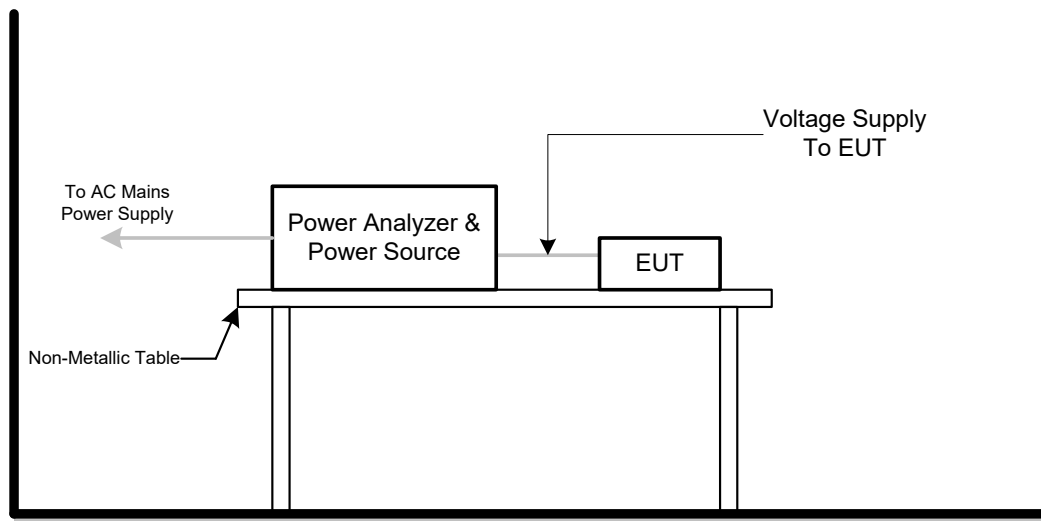 Voltage Supply
To EUT
To AC Mains
Power Supply
Power Analyzer &
Power Source
EUT
Non-Metallic Table